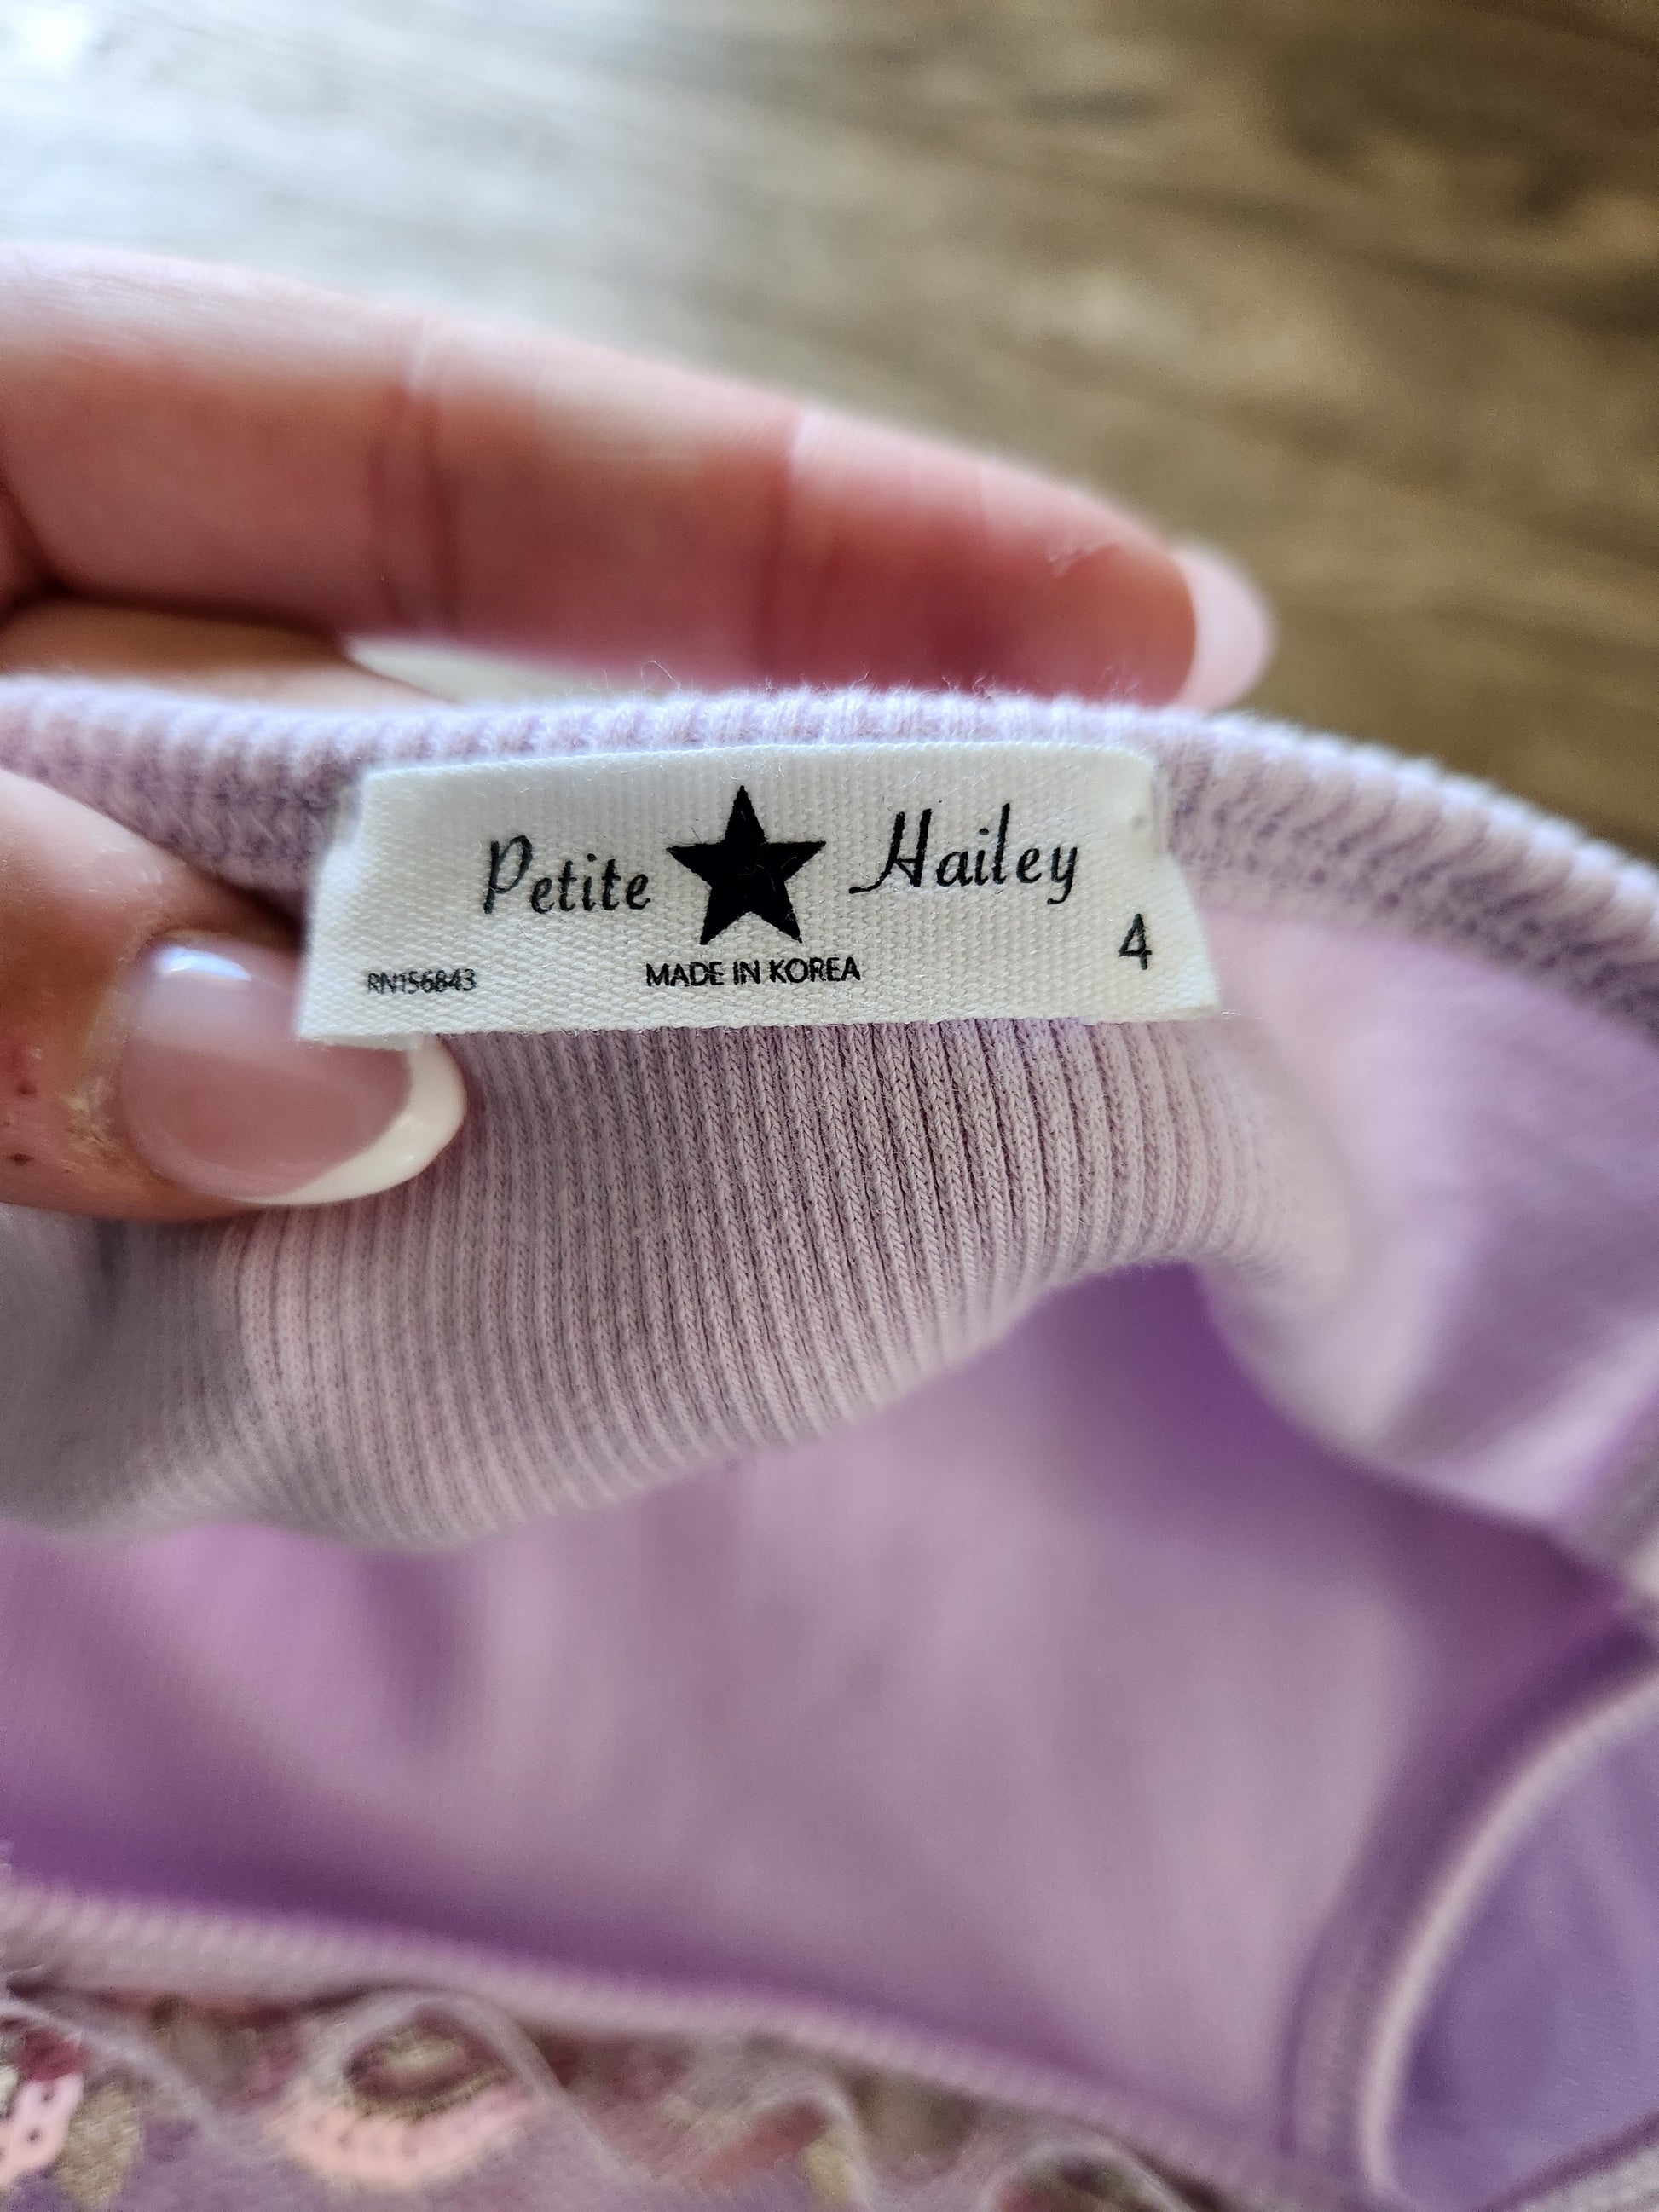 Petite Hailey
4
RN156843 MADE IN KOREA